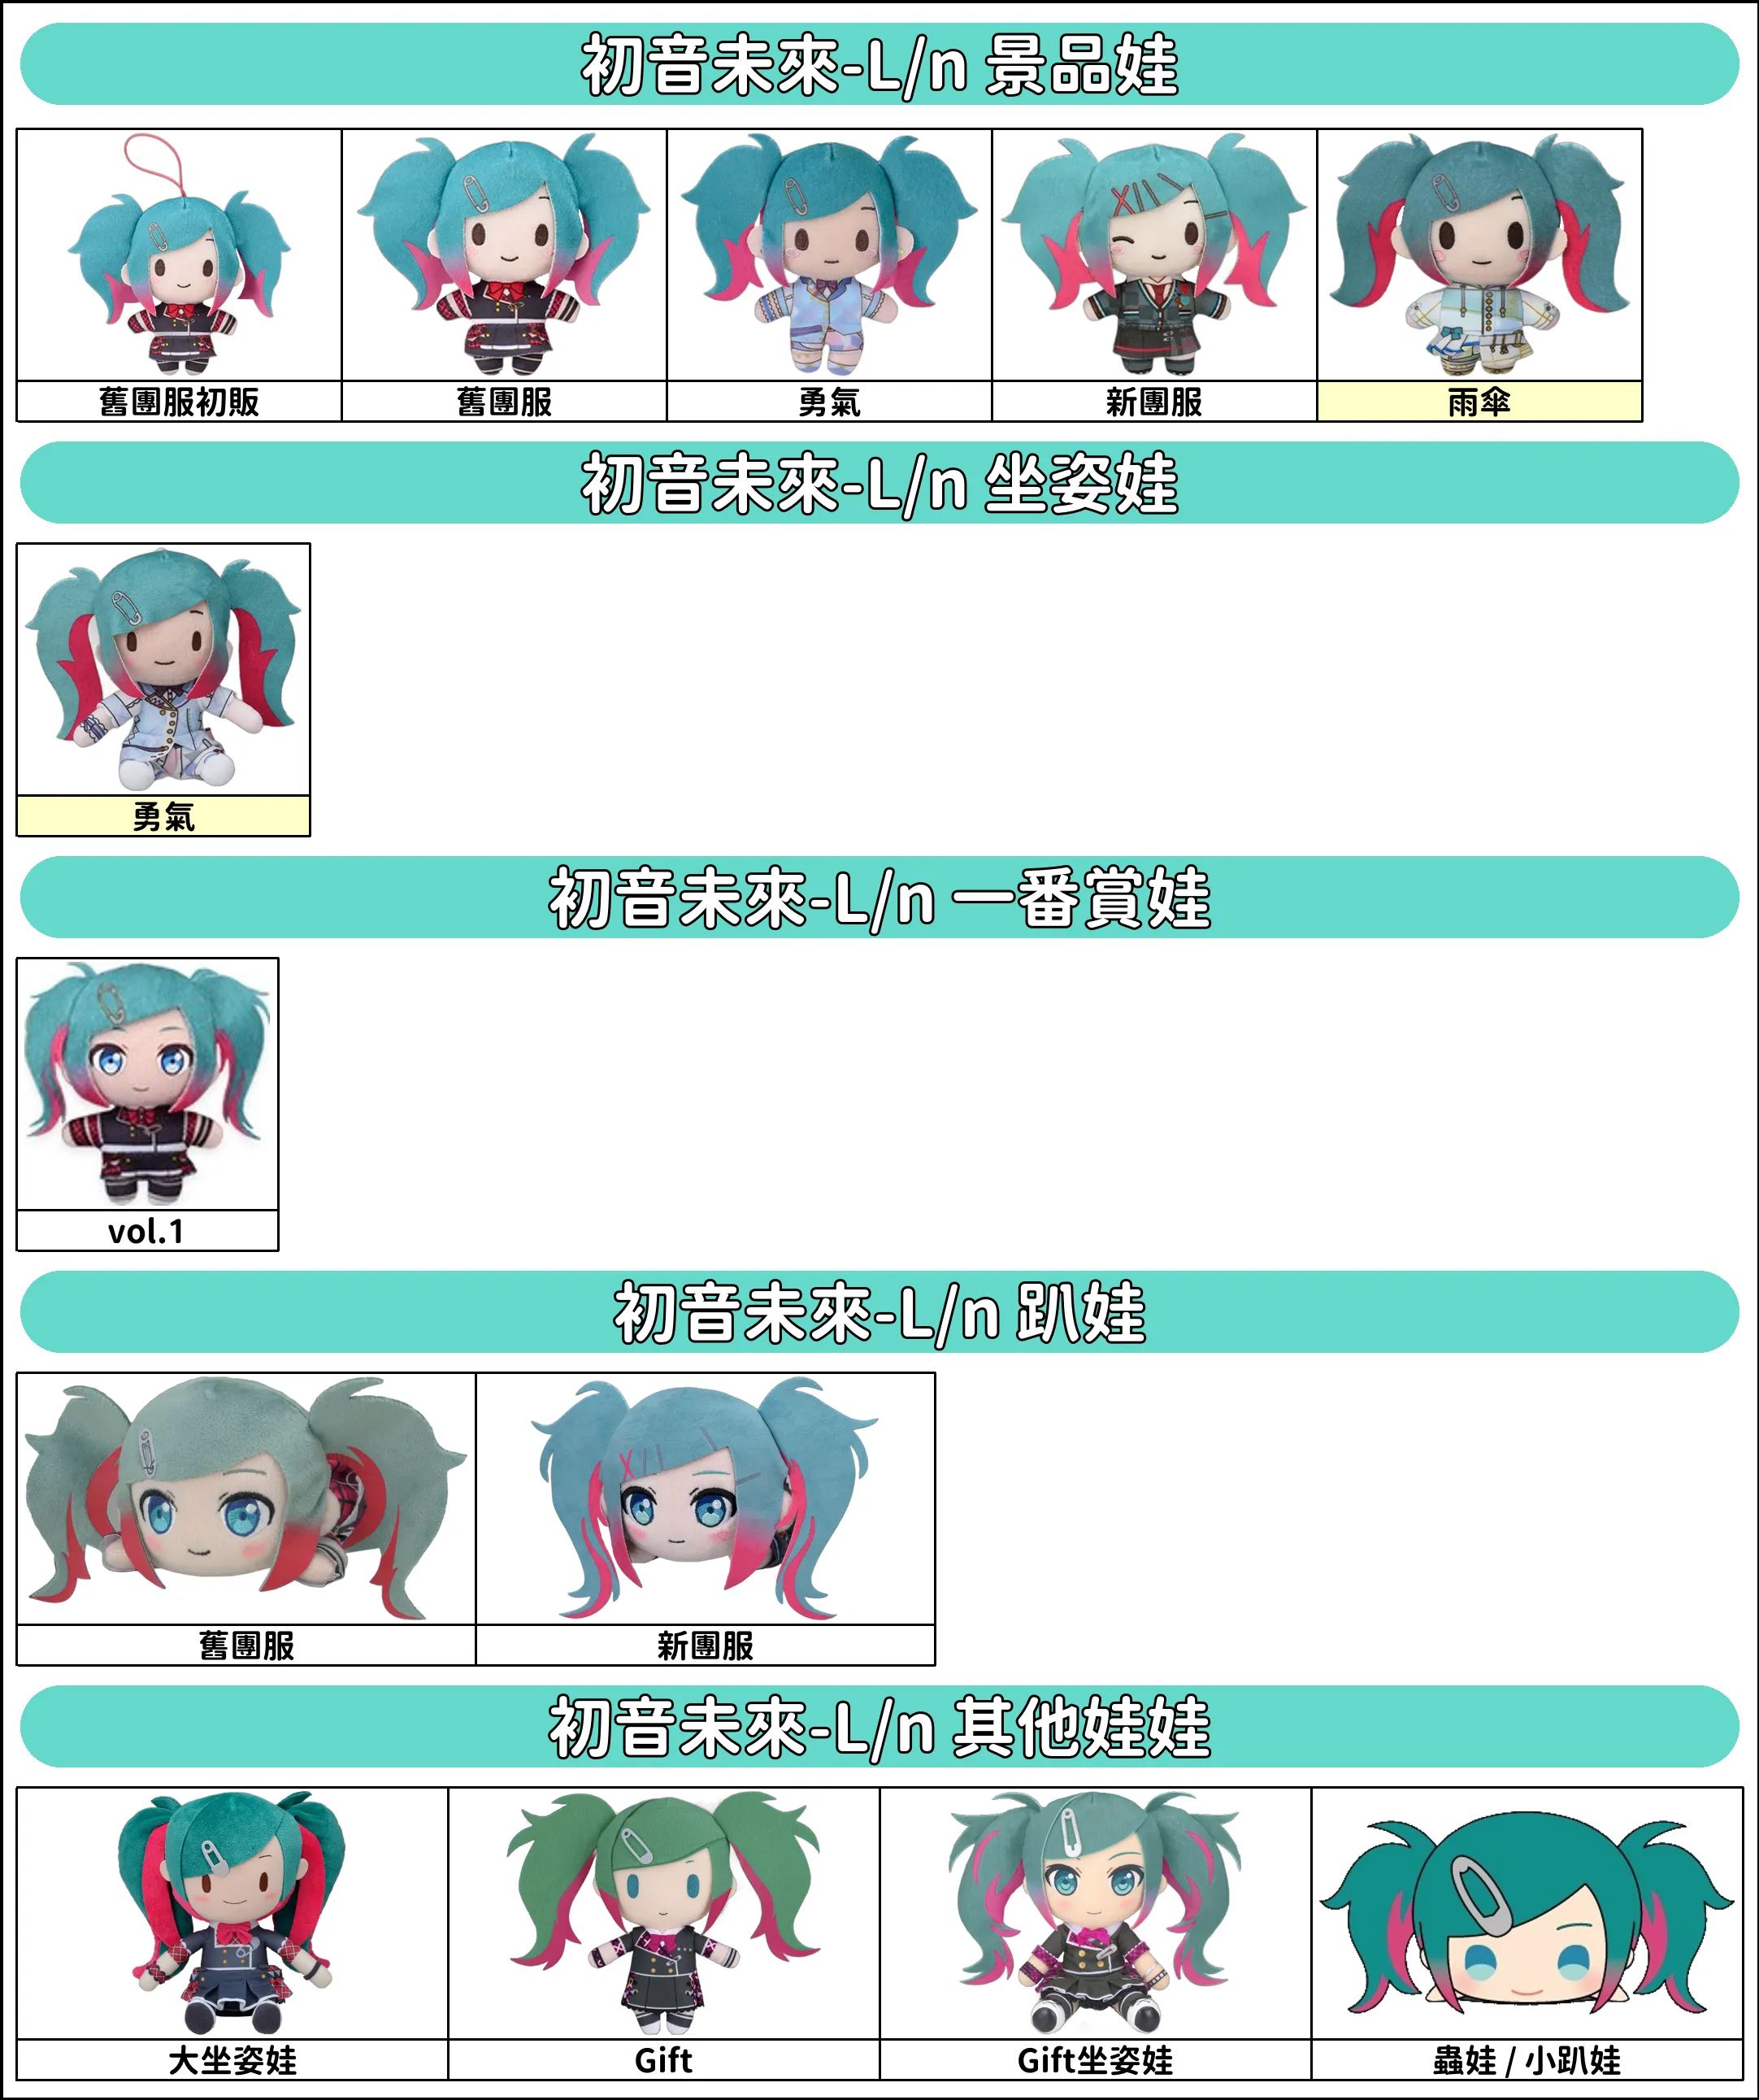 初音未來-L/n 景品娃
舊團服初販
舊團服
勇氣
新團服
雨傘
初音未來-L/n 坐姿娃
勇氣
初音未來-L/n 一番賞娃
vol.1
初音未來-L/n 趴娃
舊團服
新團服
初音未來-L/n 其他娃娃
大坐姿娃
Gift
Gift坐姿娃
蟲娃 / 小趴娃